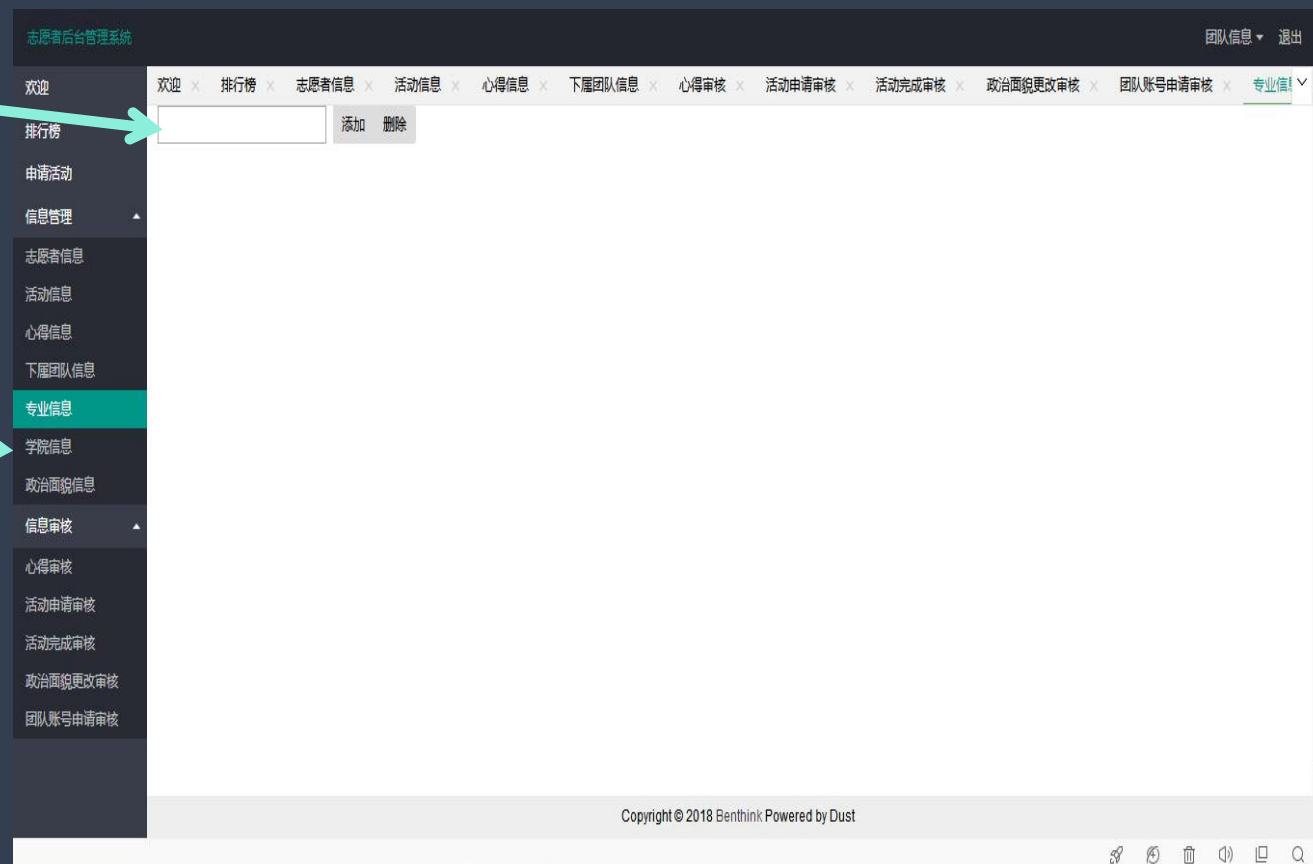 志愿者后台管理系统
团队信息 退出
欢迎 排行榜 志愿者信息 活动信息 心得信息 下属团队信息 心得审核 活动申请审核 活动完成审核 政治面貌更改审核 团队账号申请审核 专业信息
添加 删除
欢迎
排行榜
申请活动
信息管理
志愿者信息
活动信息
心得信息
下属团队信息
专业信息
学院信息
政治面貌信息
信息审核
心得审核
活动申请审核
活动完成审核
政治面貌更改审核
团队账号申请审核
Copyright © 2018 Benthink Powered by Dust